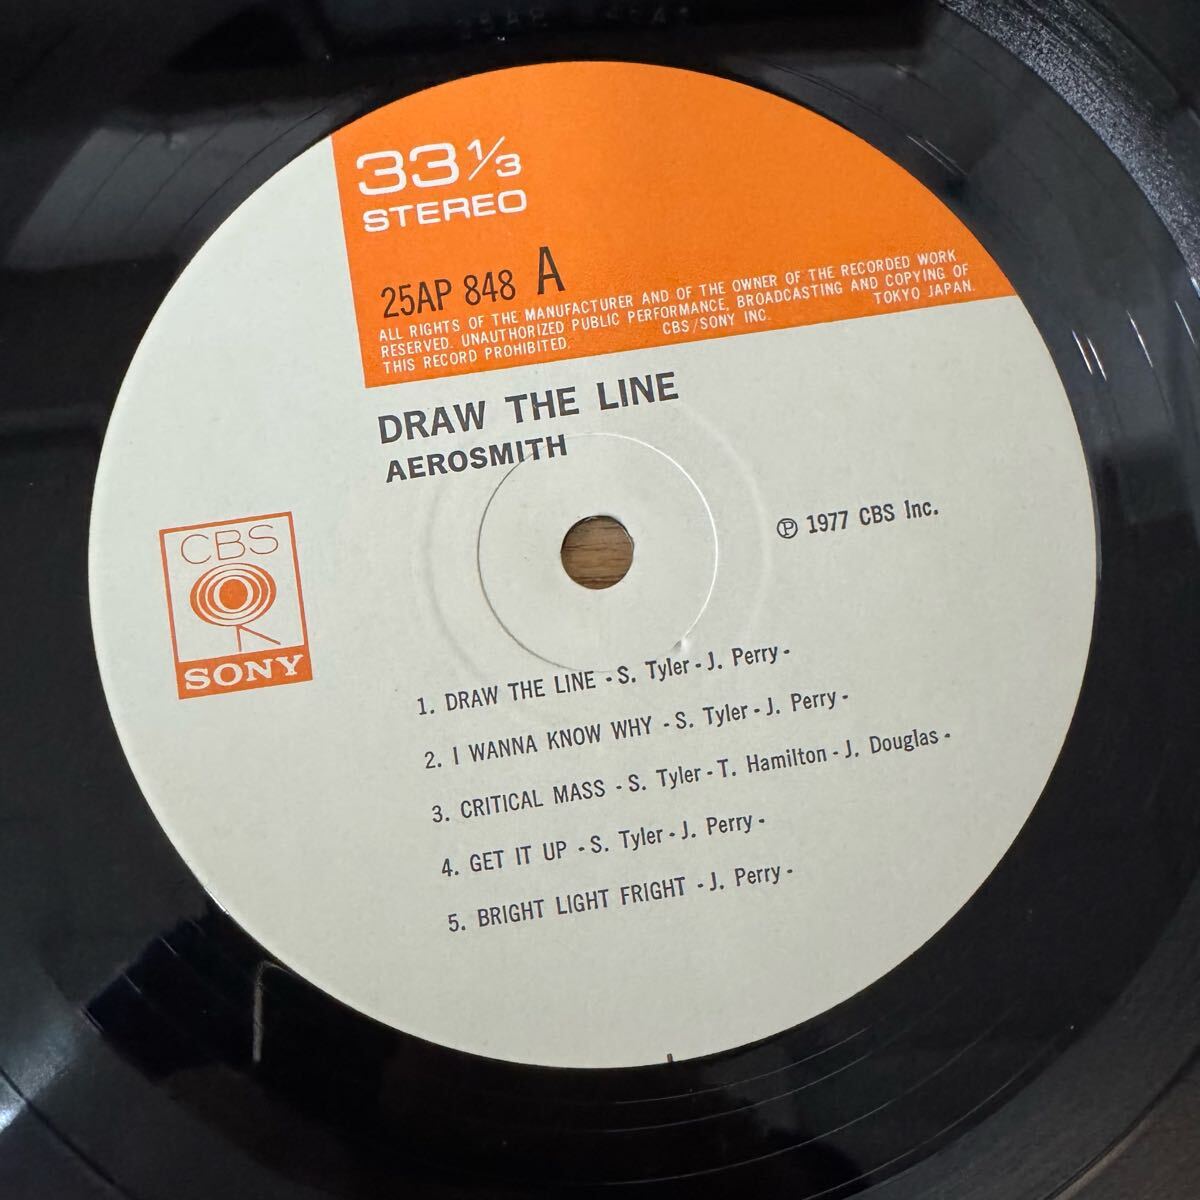 33 1/3
STEREO
25AP 848 A
ALL RIGHTS OF THE MANUFACTURER AND OF THE OWNER OF THE RECORDED WORK
RESERVED. UNAUTHORIZED PUBLIC PERFORMANCE, BROADCASTING AND COPYING OF
THIS RECORD PROHIBITED. CBS/SONY INC. TOKYO JAPAN.
DRAW THE LINE
AEROSMITH
CBS
SONY
Ⓟ 1977 CBS Inc.
1. DRAW THE LINE - S. Tyler - J. Perry -
2. I WANNA KNOW WHY - S. Tyler - J. Perry -
3. CRITICAL MASS - S. Tyler - T. Hamilton - J. Douglas -
4. GET IT UP - S. Tyler - J. Perry -
5. BRIGHT LIGHT FRIGHT - J. Perry -